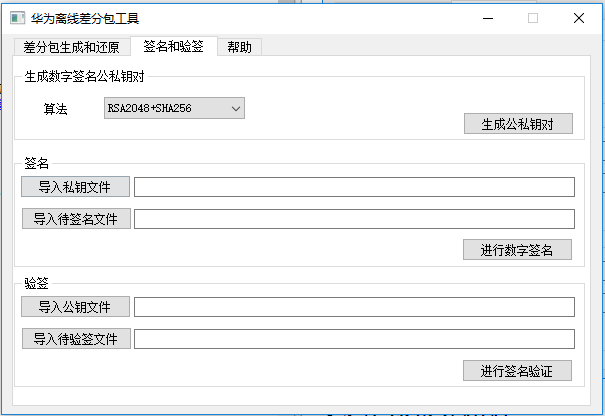 华为离线差分包工具
差分包生成和还原 签名和验签 帮助
生成数字签名公私钥对
算法 RSA2048+SHA256
生成公私钥对
签名
导入私钥文件
导入待签名文件
进行数字签名
验签
导入公钥文件
导入待验签文件
进行签名验证